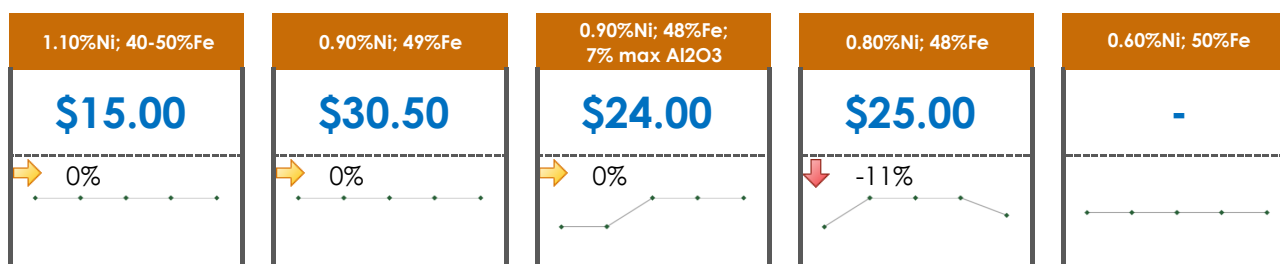 1.10%Ni; 40-50%Fe
$15.00
0%
0.90%Ni; 49%Fe
$30.50
0%
0.90%Ni; 48%Fe;
7% max Al2O3
$24.00
0%
0.80%Ni; 48%Fe
$25.00
-11%
0.60%Ni; 50%Fe
-